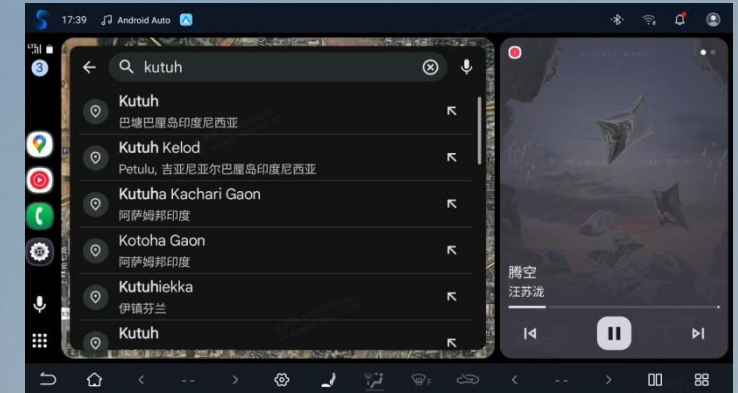 17:39 Android Auto
LTE
3
kutuh
Kutuh
巴塘巴厘岛印度尼西亚
Kutuh Kelod
Petulu, 吉亚尼亚尔巴厘岛印度尼西亚
Kutuha Kachari Gaon
阿萨姆邦印度
Kotoha Gaon
阿萨姆邦印度
Kutuhiekka
伊镇芬兰
Kutuh
腾空
汪苏泷
< -- >
< -- >